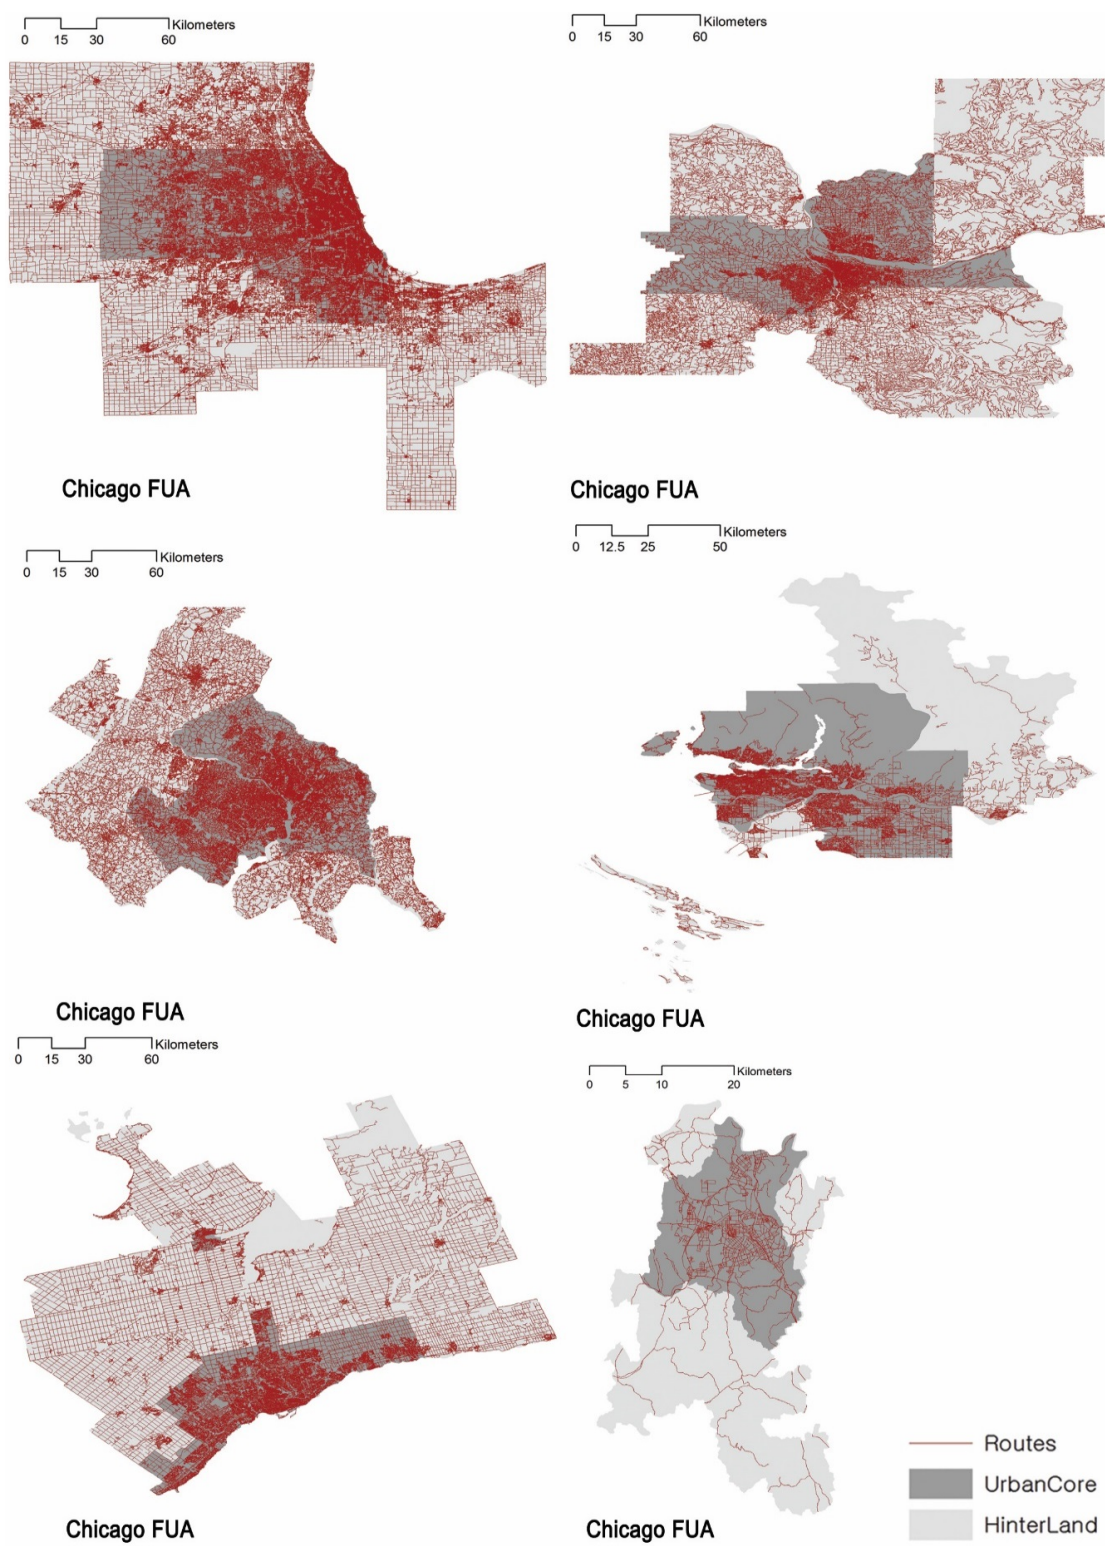 Kilometers
0 15 30 60
Chicago FUA
Kilometers
0 15 30 60
Chicago FUA
Kilometers
0 15 30 60
Chicago FUA
Kilometers
0 12.5 25 50
Chicago FUA
Kilometers
0 15 30 60
Chicago FUA
Kilometers
0 5 10 20
Chicago FUA
Routes
UrbanCore
HinterLand